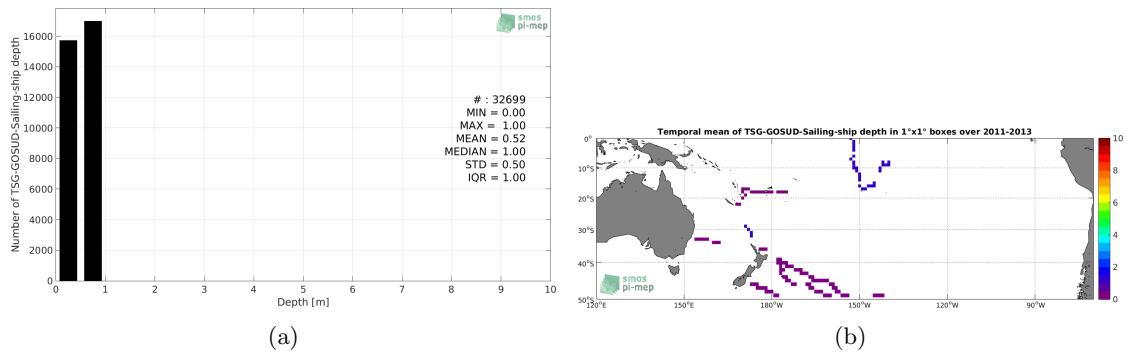 smos
pi-mep
Number of TSG-GOSUD-Sailing-ship depth
16000
14000
12000
10000
8000
6000
4000
2000
0
# : 32699
MIN = 0.00
MAX = 1.00
MEAN = 0.52
MEDIAN = 1.00
STD = 0.50
IQR = 1.00
0 1 2 3 4 5 6 7 8 9 10
Depth [m]
(a)
Temporal mean of TSG-GOSUD-Sailing-ship depth in 1°x1° boxes over 2011-2013
0°
10°S
20°S
30°S
40°S
50°S
120°E 150°E 180°W 150°W 120°W 90°W
10
8
6
4
2
0
smos
pi-mep
(b)